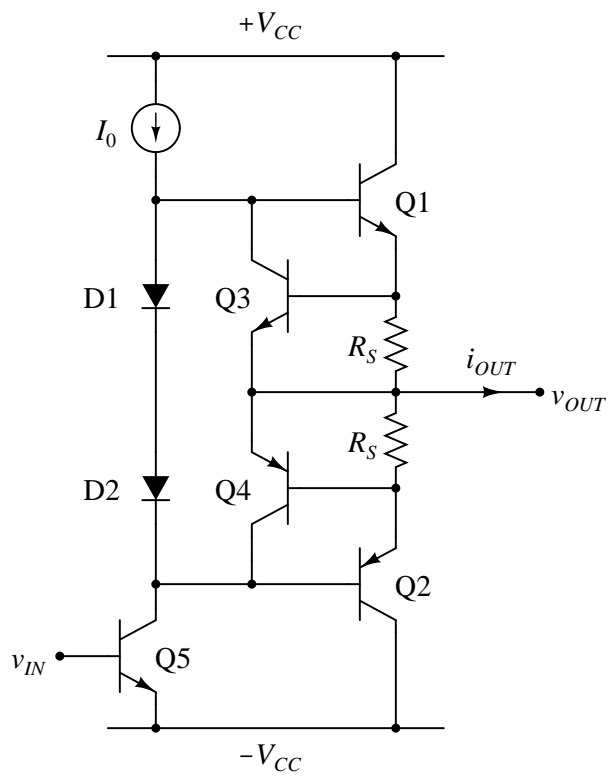 +V_CC
I_0
Q1
D1
Q3
R_S
i_OUT
v_OUT
R_S
D2
Q4
Q2
v_IN
Q5
−V_CC